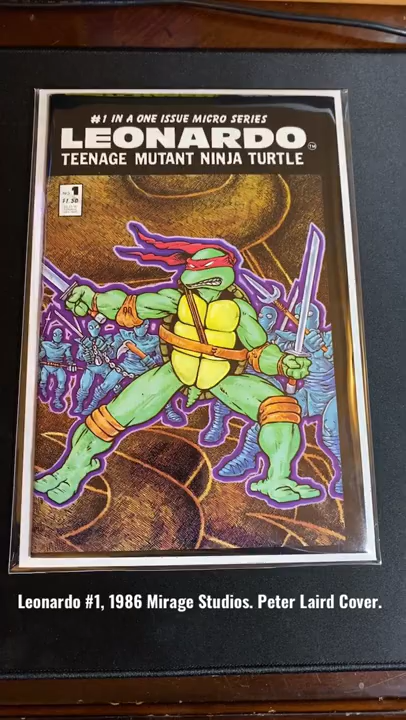 #1 IN A ONE ISSUE MICRO SERIES
LEONARDO™
TEENAGE MUTANT NINJA TURTLE
NO. 1
$1.50
Leonardo #1, 1986 Mirage Studios. Peter Laird Cover.